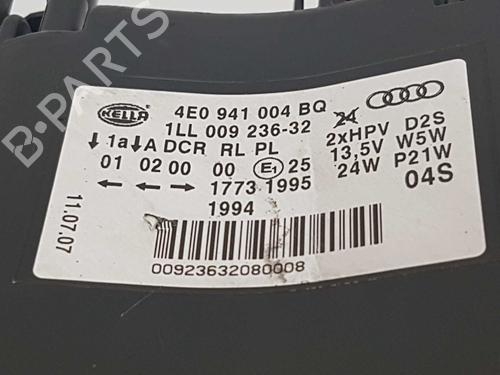 B-PARTS
HELLA
4E0 941 004 BQ
1LL 009 236-32
↓ 1a ↓ A DCR RL PL
01 02 00 00 E1 25
← ← → 1773 1995
1994
24
2xHPV D2S
13,5V W5W
24W P21W
04S
11.07.07
00923632080008